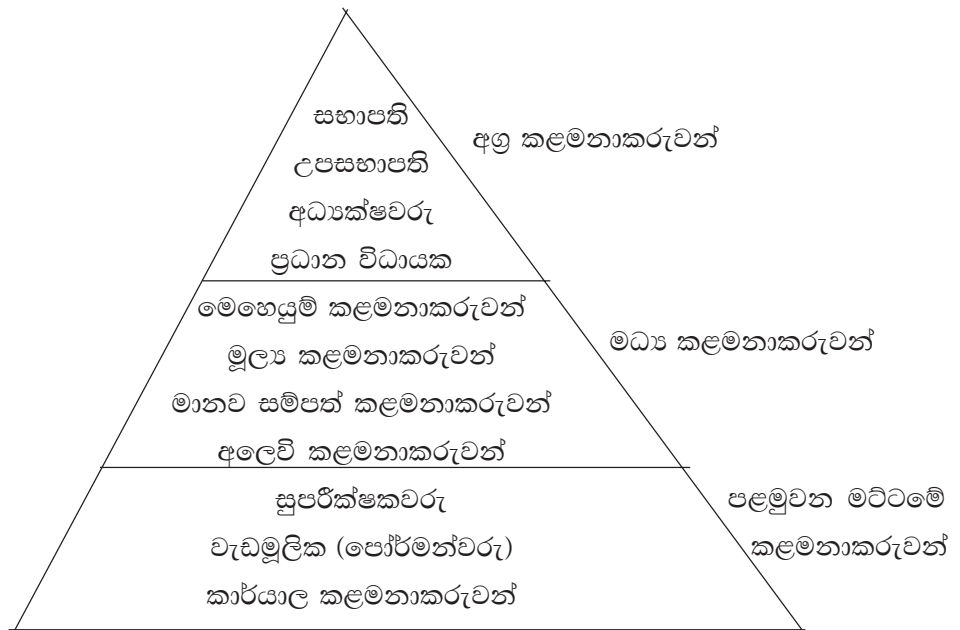 සභාපති
උපසභාපති
අධ්‍යක්ෂවරු
ප්‍රධාන විධායක
අග්‍ර කළමනාකරුවන්
මෙහෙයුම් කළමනාකරුවන්
මූල්‍ය කළමනාකරුවන්
මානව සම්පත් කළමනාකරුවන්
අලෙවි කළමනාකරුවන්
මධ්‍ය කළමනාකරුවන්
සුපරීක්ෂකවරු
වැඩමූලික (පෝර්මන්වරු)
කාර්යාල කළමනාකරුවන්
පළමුවන මට්ටමේ
කළමනාකරුවන්